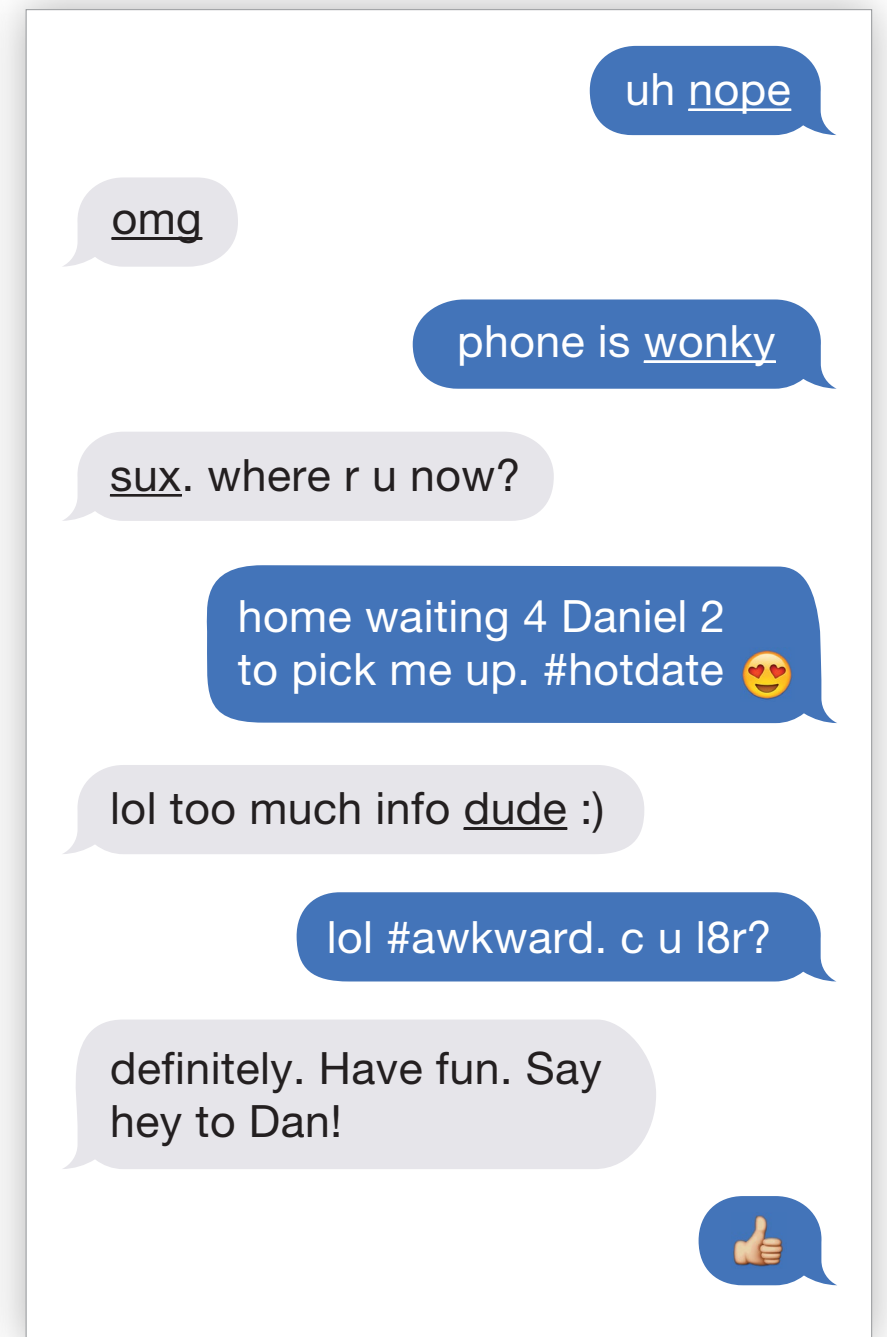 uh nope
omg
phone is wonky
sux. where r u now?
home waiting 4 Daniel 2
to pick me up. #hotdate 😍
lol too much info dude :)
lol #awkward. c u l8r?
definitely. Have fun. Say
hey to Dan!
👍🏼